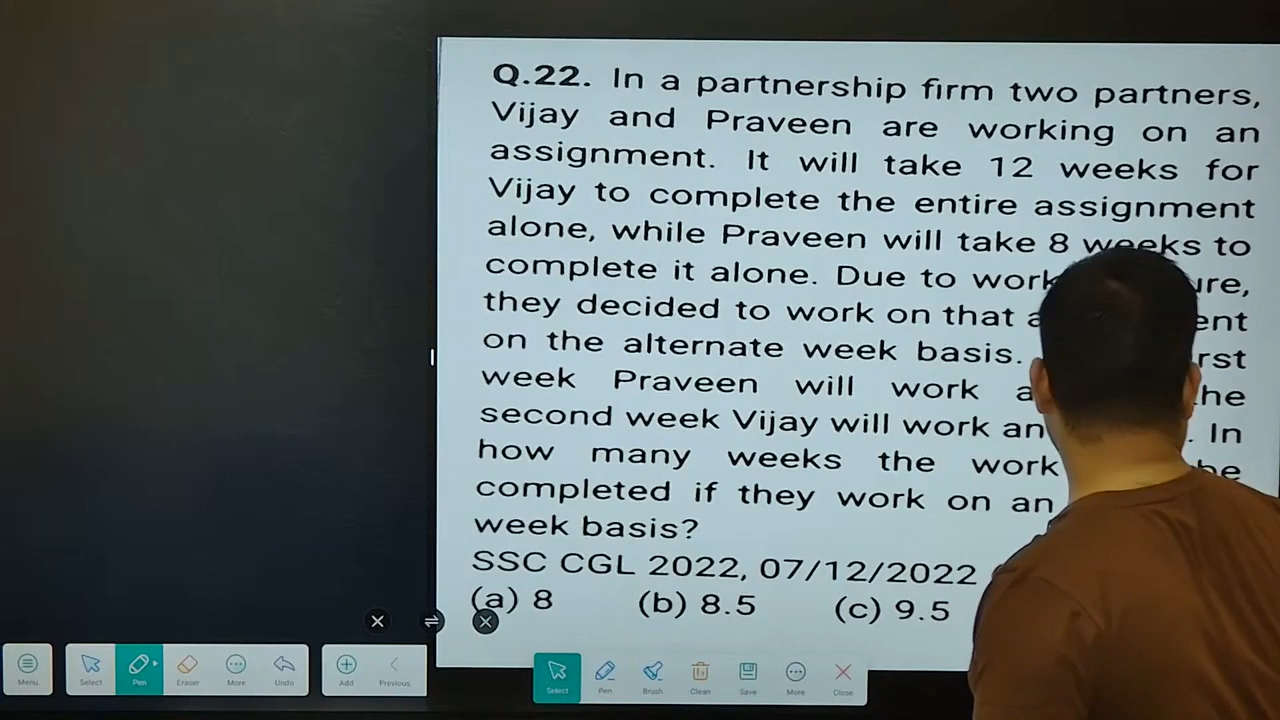 Q.22. In a partnership firm two partners,
Vijay and Praveen are working on an
assignment. It will take 12 weeks for
Vijay to complete the entire assignment
alone, while Praveen will take 8 weeks to
complete it alone. Due to work
they decided to work on that
on the alternate week basis.
week Praveen will work
second week Vijay will work In
how many weeks the work
completed if they work on an
week basis?
SSC CGL 2022, 07/12/2022
(a) 8 (b) 8.5 (c) 9.5
Menu Select Pen Eraser More Undo Add Previous
Select Pen Brush Clean Save More Close